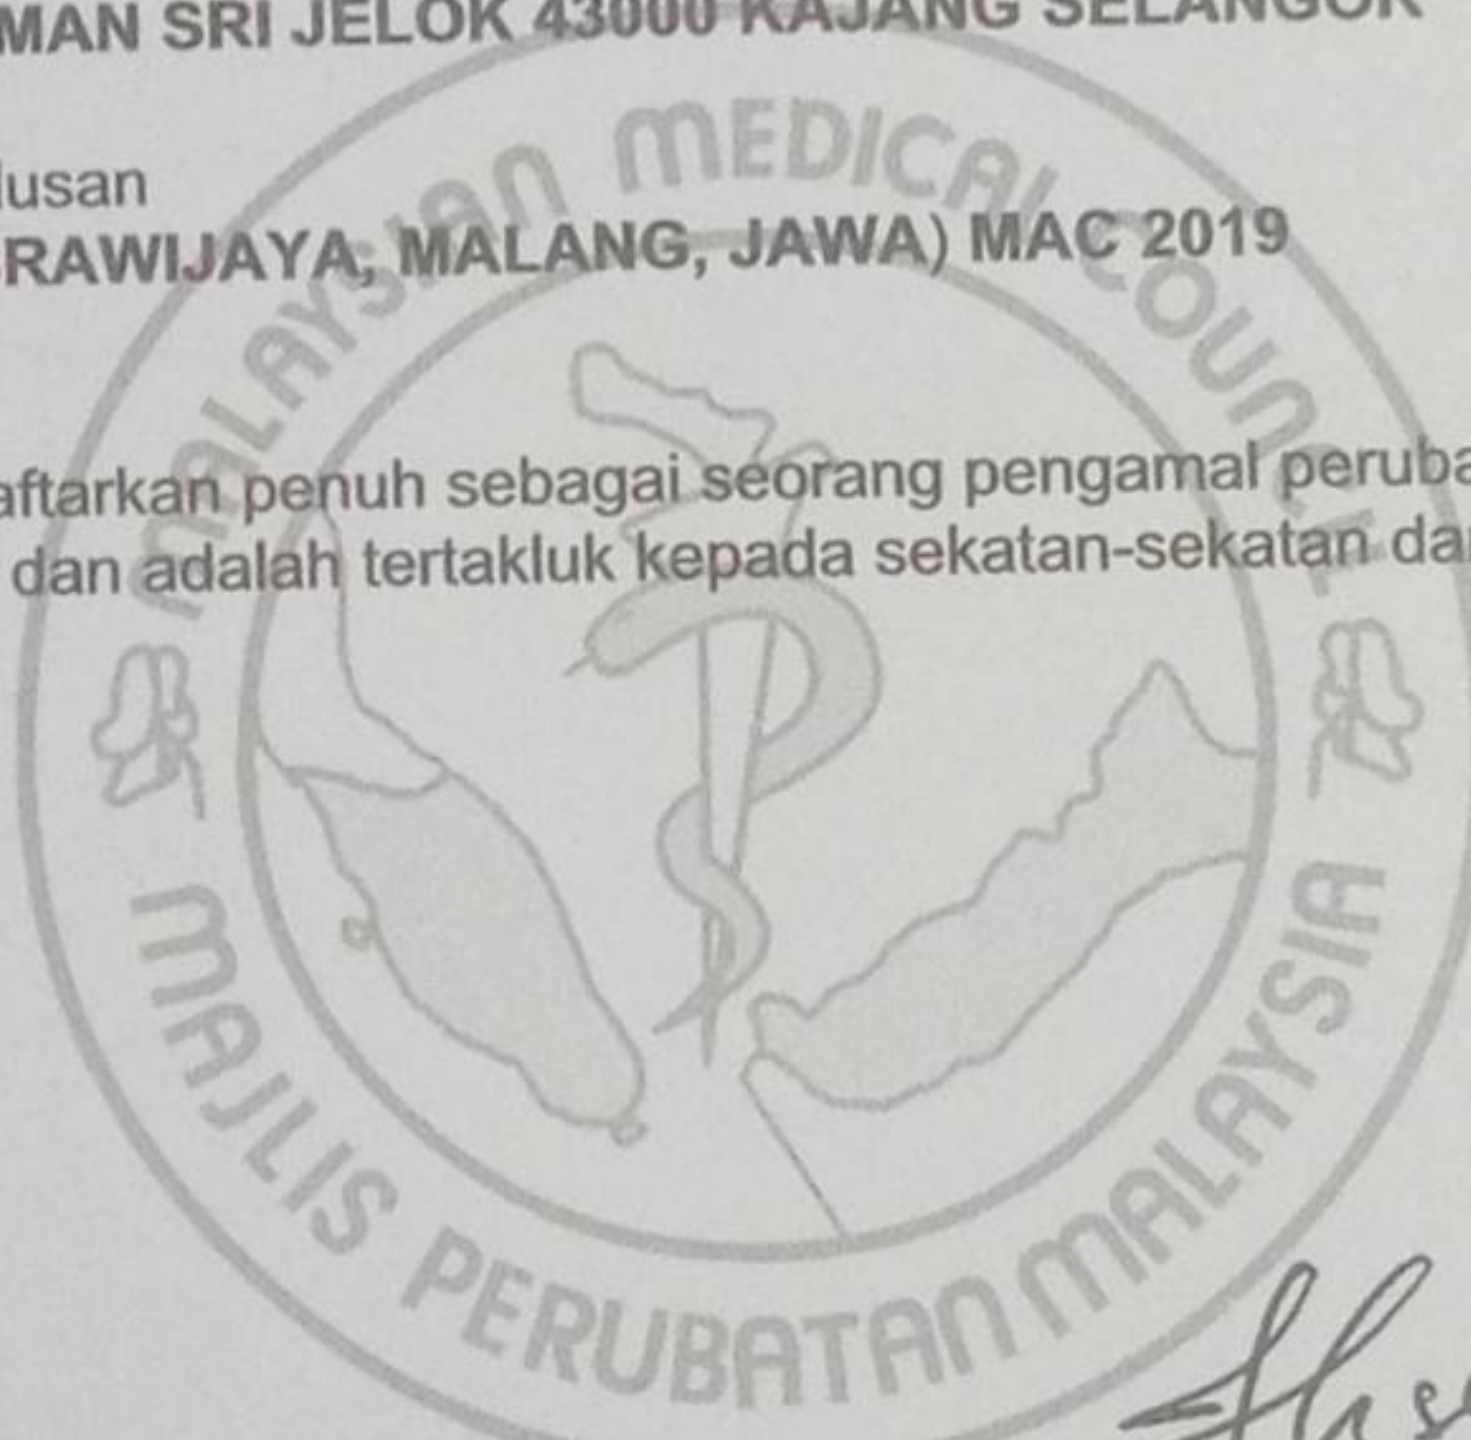 MAN SRI JELOK 43000 KAJANG SELANGOR
lusan
RAWIJAYA, MALANG, JAWA) MAC 2019
aftarkan penuh sebagai seorang pengamal peruba
dan adalah tertakluk kepada sekatan-sekatan da
MALAYSIAN MEDICAL COUNCIL
MAJLIS PERUBATAN MALAYSIA